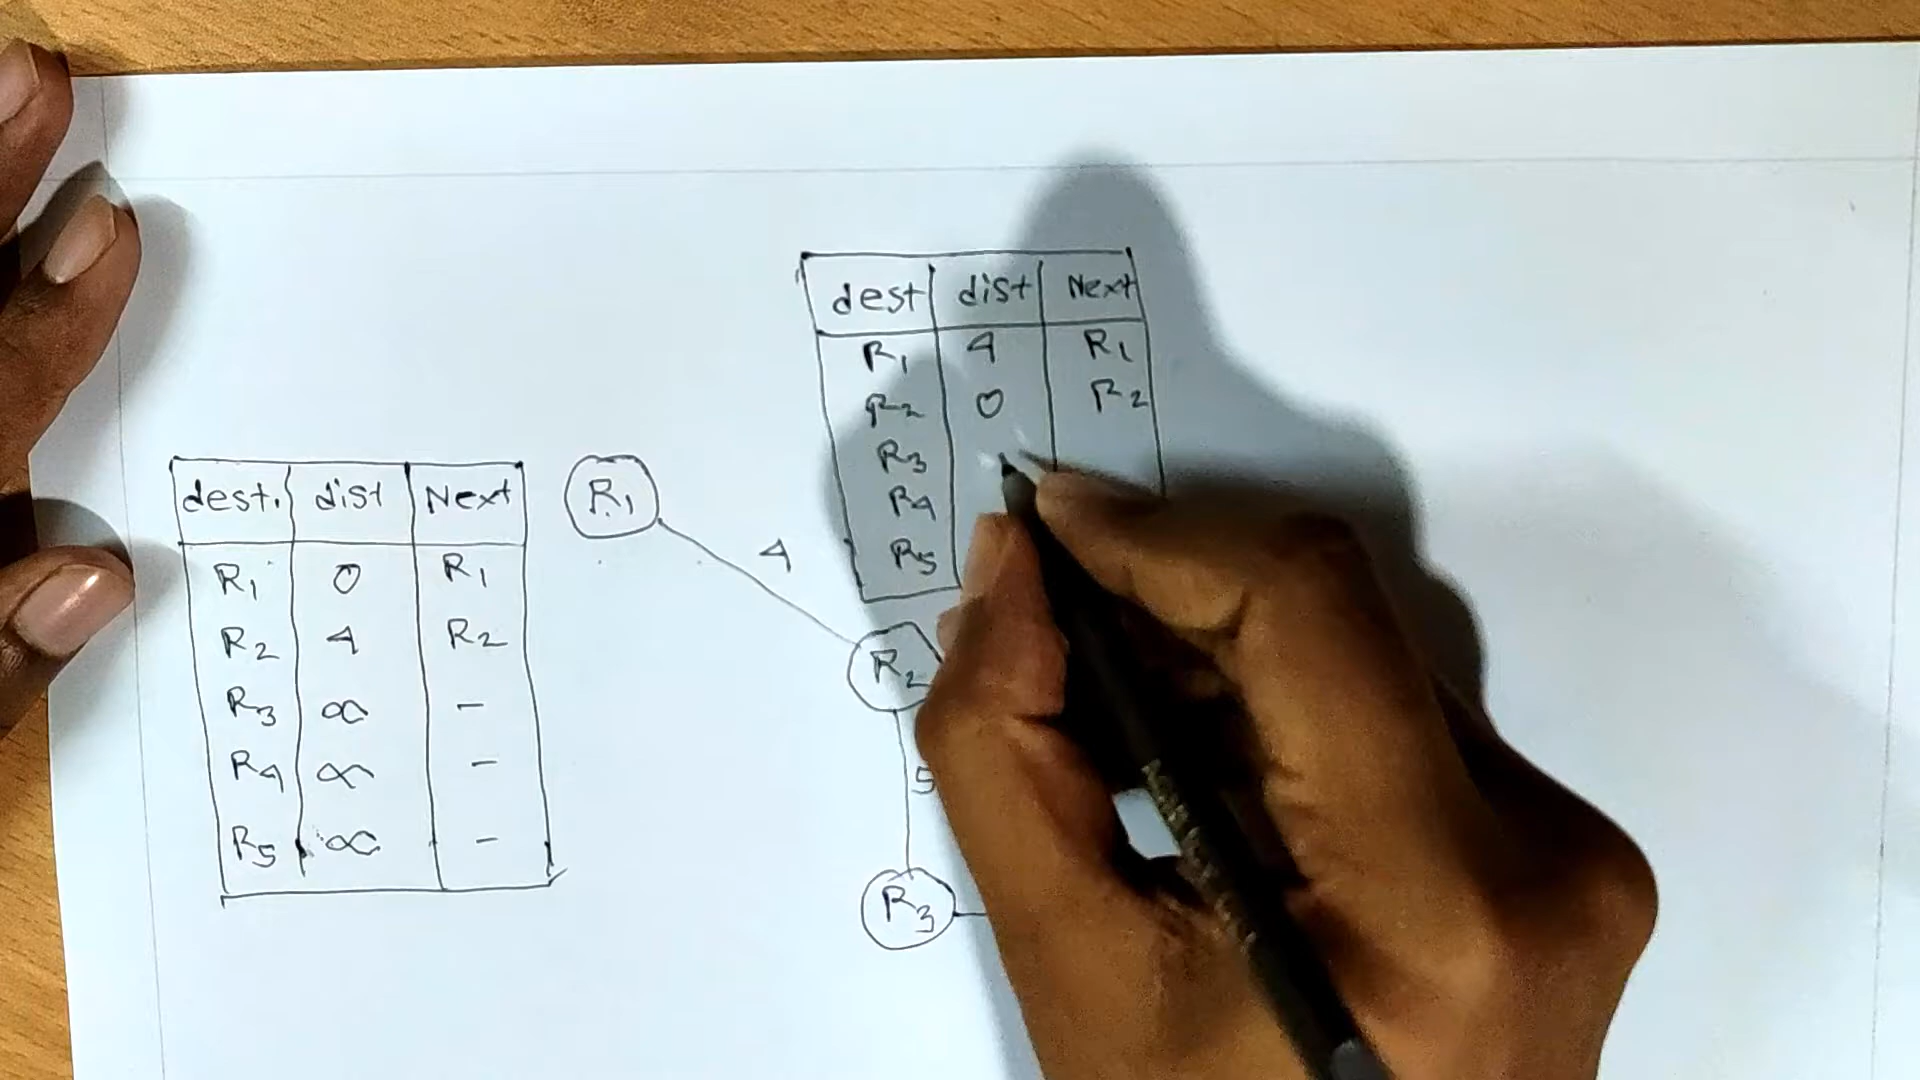 dest dist Next
R1 4 R1
R2 0 R2
R3
R4
R5
dest. dist Next
R1 0 R1
R2 4 R2
R3 ∞ -
R4 ∞ -
R5 ∞ -
R1
4
R2
5
R3